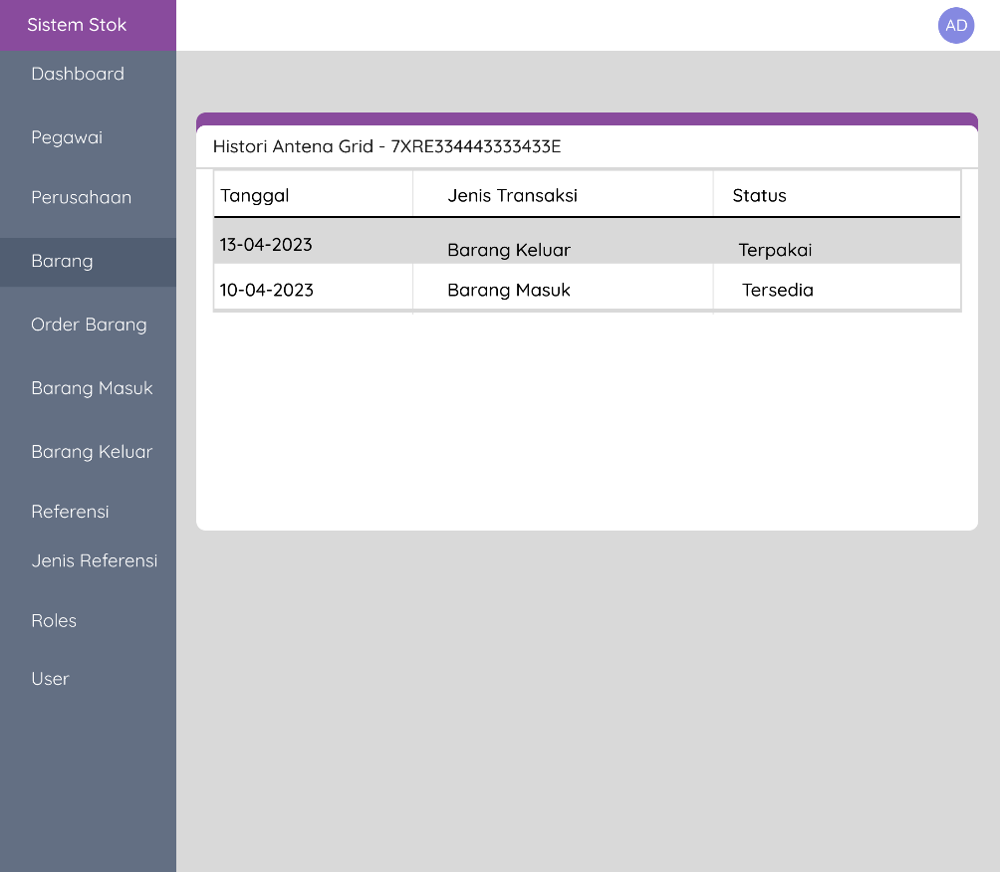 Sistem Stok
AD
Dashboard
Pegawai
Perusahaan
Barang
Order Barang
Barang Masuk
Barang Keluar
Referensi
Jenis Referensi
Roles
User
Histori Antena Grid - 7XRE334443333433E
Tanggal Jenis Transaksi Status
13-04-2023 Barang Keluar Terpakai
10-04-2023 Barang Masuk Tersedia